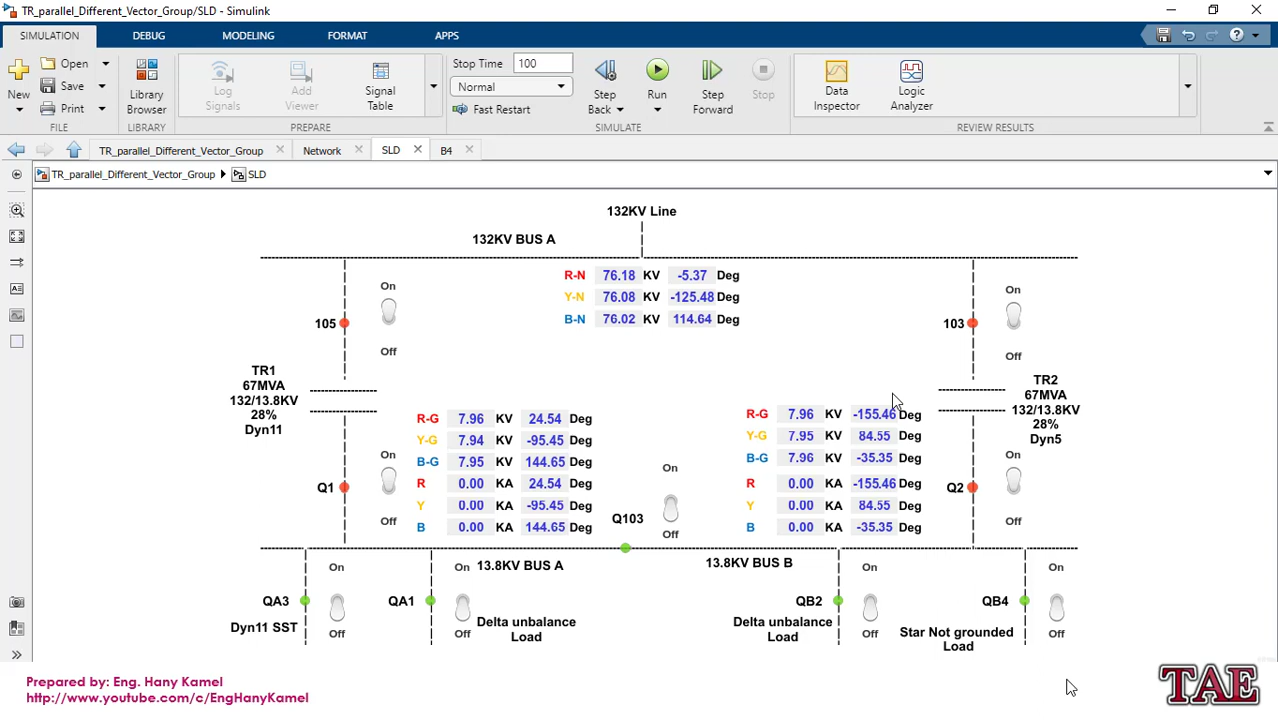 TR_parallel_Different_Vector_Group/SLD - Simulink
SIMULATION DEBUG MODELING FORMAT APPS
New
Open
Save
Print
FILE
Library Browser
LIBRARY
Log Signals
Add Viewer
Signal Table
PREPARE
Stop Time 100
Normal
Fast Restart
Step Back
Run
Step Forward
Stop
SIMULATE
Data Inspector
Logic Analyzer
REVIEW RESULTS
TR_parallel_Different_Vector_Group Network SLD B4
TR_parallel_Different_Vector_Group SLD
132KV Line
132KV BUS A
R-N 76.18 KV -5.37 Deg
Y-N 76.08 KV -125.48 Deg
B-N 76.02 KV 114.64 Deg
On
105
Off
On
103
Off
TR1
67MVA
132/13.8KV
28%
Dyn11
TR2
67MVA
132/13.8KV
28%
Dyn5
R-G 7.96 KV 24.54 Deg
Y-G 7.94 KV -95.45 Deg
B-G 7.95 KV 144.65 Deg
R 0.00 KA 24.54 Deg
Y 0.00 KA -95.45 Deg
B 0.00 KA 144.65 Deg
R-G 7.96 KV -155.46 Deg
Y-G 7.95 KV 84.55 Deg
B-G 7.96 KV -35.35 Deg
R 0.00 KA -155.46 Deg
Y 0.00 KA 84.55 Deg
B 0.00 KA -35.35 Deg
On
Q1
Off
On
Q103
Off
On
Q2
Off
13.8KV BUS A
13.8KV BUS B
On
QA3
Off
Dyn11 SST
On
QA1
Off
Delta unbalance
Load
On
QB2
Off
Delta unbalance
Load
On
QB4
Off
Star Not grounded
Load
Prepared by: Eng. Hany Kamel
http://www.youtube.com/c/EngHanyKamel
TAE